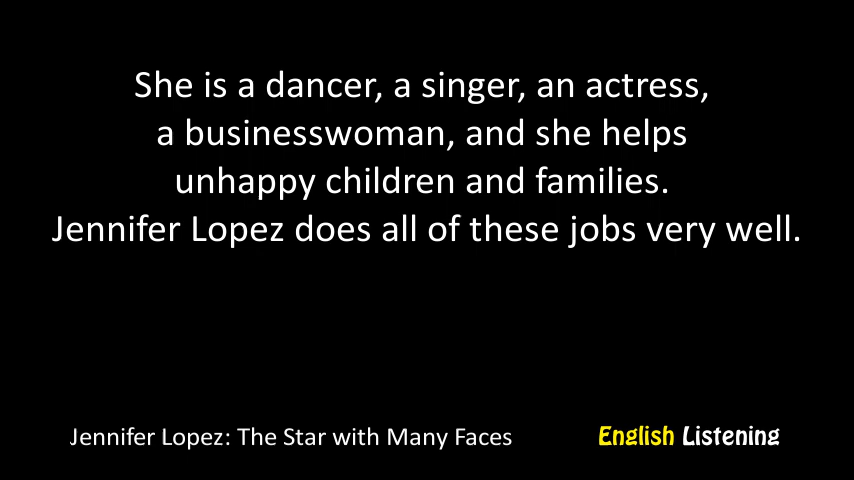 She is a dancer, a singer, an actress,
a businesswoman, and she helps
unhappy children and families.
Jennifer Lopez does all of these jobs very well.
Jennifer Lopez: The Star with Many Faces
English Listening